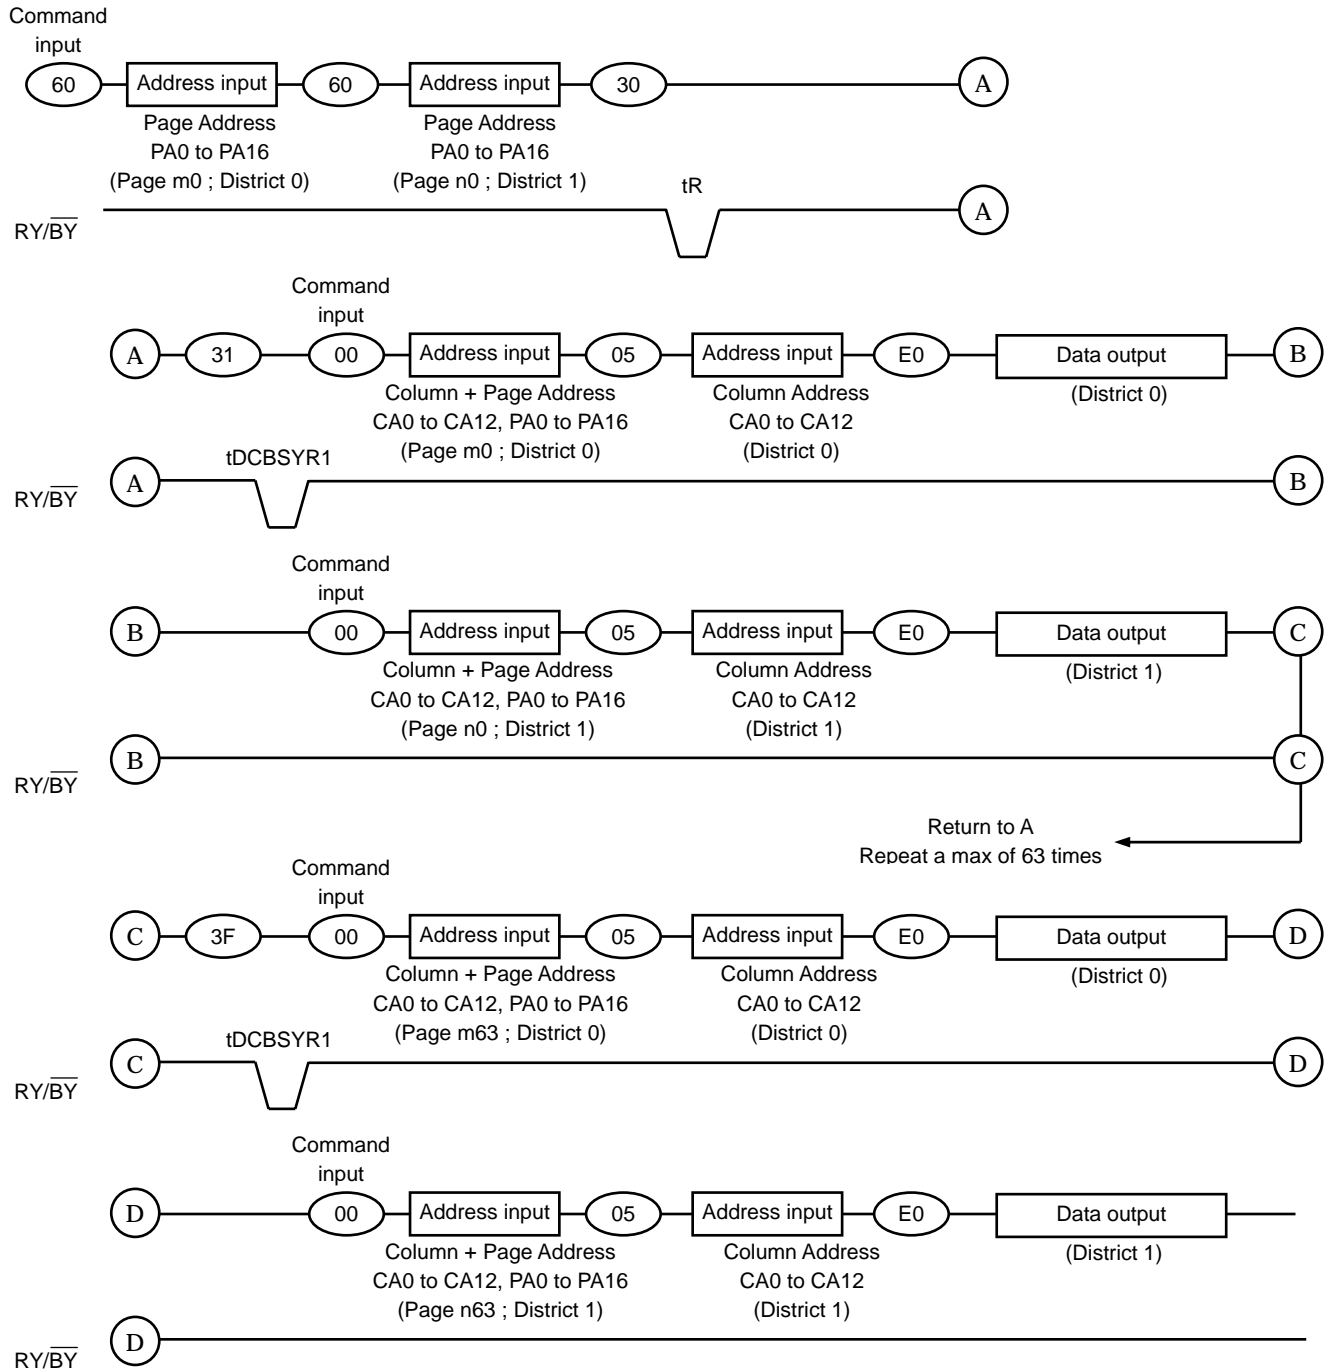 Command
input
60 Address input 60 Address input 30 A
Page Address
PA0 to PA16
(Page m0 ; District 0)
Page Address
PA0 to PA16
(Page n0 ; District 1)
tR
RY/BY A
Command
input
A 31 00 Address input 05 Address input E0 Data output B
Column + Page Address
CA0 to CA12, PA0 to PA16
(Page m0 ; District 0)
Column Address
CA0 to CA12
(District 0)
(District 0)
tDCBSYR1
RY/BY A B
Command
input
B 00 Address input 05 Address input E0 Data output C
Column + Page Address
CA0 to CA12, PA0 to PA16
(Page n0 ; District 1)
Column Address
CA0 to CA12
(District 1)
(District 1)
RY/BY B C
Return to A
Repeat a max of 63 times
Command
input
C 3F 00 Address input 05 Address input E0 Data output D
Column + Page Address
CA0 to CA12, PA0 to PA16
(Page m63 ; District 0)
Column Address
CA0 to CA12
(District 0)
(District 0)
tDCBSYR1
RY/BY C D
Command
input
D 00 Address input 05 Address input E0 Data output
Column + Page Address
CA0 to CA12, PA0 to PA16
(Page n63 ; District 1)
Column Address
CA0 to CA12
(District 1)
(District 1)
RY/BY D